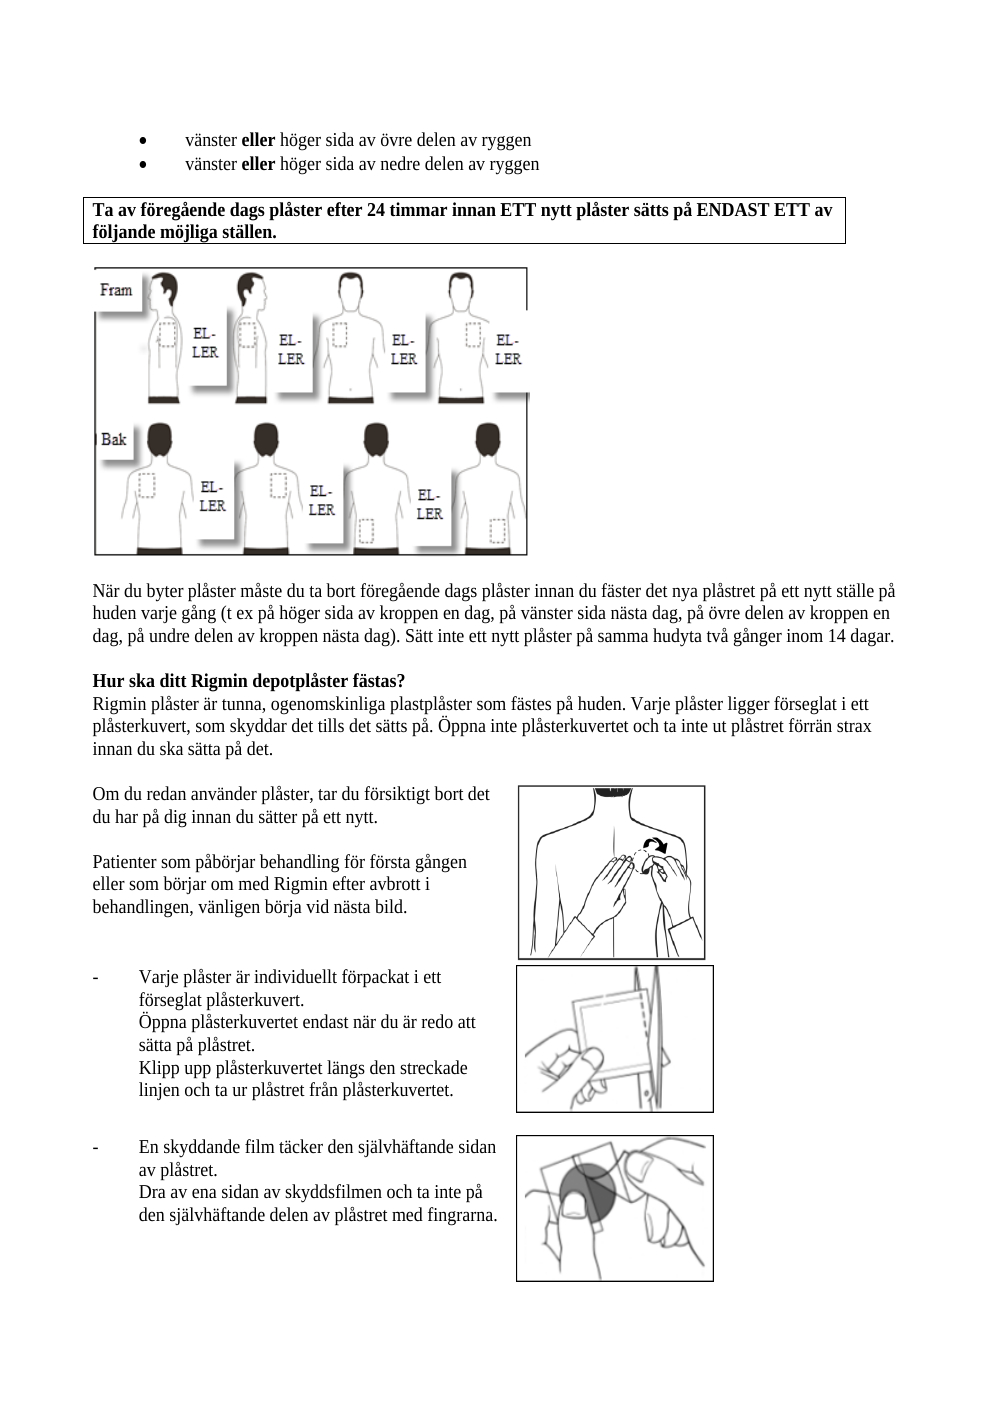 • vänster eller höger sida av övre delen av ryggen
• vänster eller höger sida av nedre delen av ryggen
Ta av föregående dags plåster efter 24 timmar innan ETT nytt plåster sätts på ENDAST ETT av
följande möjliga ställen.
Fram
EL-
LER
EL-
LER
EL-
LER
EL-
LER
Bak
EL-
LER
EL-
LER
EL-
LER
När du byter plåster måste du ta bort föregående dags plåster innan du fäster det nya plåstret på ett nytt ställe på
huden varje gång (t ex på höger sida av kroppen en dag, på vänster sida nästa dag, på övre delen av kroppen en
dag, på undre delen av kroppen nästa dag). Sätt inte ett nytt plåster på samma hudyta två gånger inom 14 dagar.
Hur ska ditt Rigmin depotplåster fästas?
Rigmin plåster är tunna, ogenomskinliga plastplåster som fästes på huden. Varje plåster ligger förseglat i ett
plåsterkuvert, som skyddar det tills det sätts på. Öppna inte plåsterkuvertet och ta inte ut plåstret förrän strax
innan du ska sätta på det.
Om du redan använder plåster, tar du försiktigt bort det
du har på dig innan du sätter på ett nytt.
Patienter som påbörjar behandling för första gången
eller som börjar om med Rigmin efter avbrott i
behandlingen, vänligen börja vid nästa bild.
- Varje plåster är individuellt förpackat i ett
förseglat plåsterkuvert.
Öppna plåsterkuvertet endast när du är redo att
sätta på plåstret.
Klipp upp plåsterkuvertet längs den streckade
linjen och ta ur plåstret från plåsterkuvertet.
- En skyddande film täcker den självhäftande sidan
av plåstret.
Dra av ena sidan av skyddsfilmen och ta inte på
den självhäftande delen av plåstret med fingrarna.